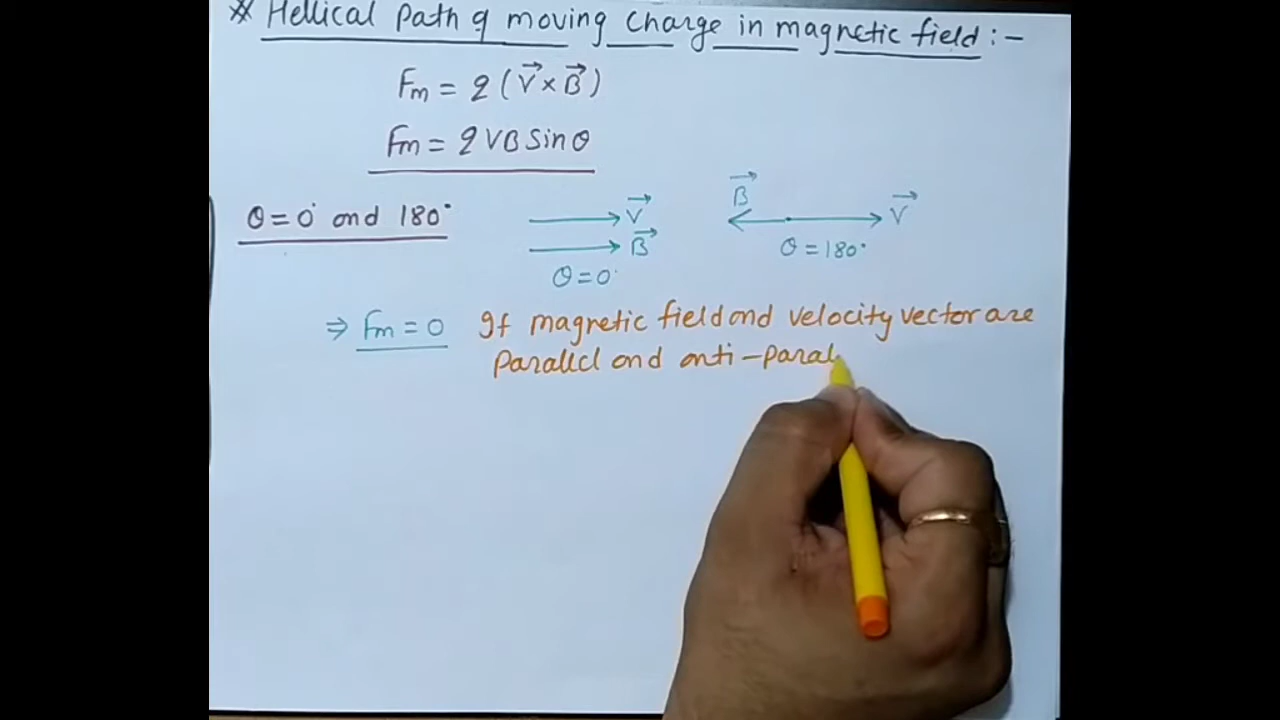 * Hellical Path of moving Charge in magnetic field :-
Fm = q (V × B)
Fm = qVB Sinθ
θ = 0° and 180°
V
B
θ = 0°
B
V
θ = 180°
⇒ Fm = 0 If magnetic field and velocity vector are
Parallel and anti-paral